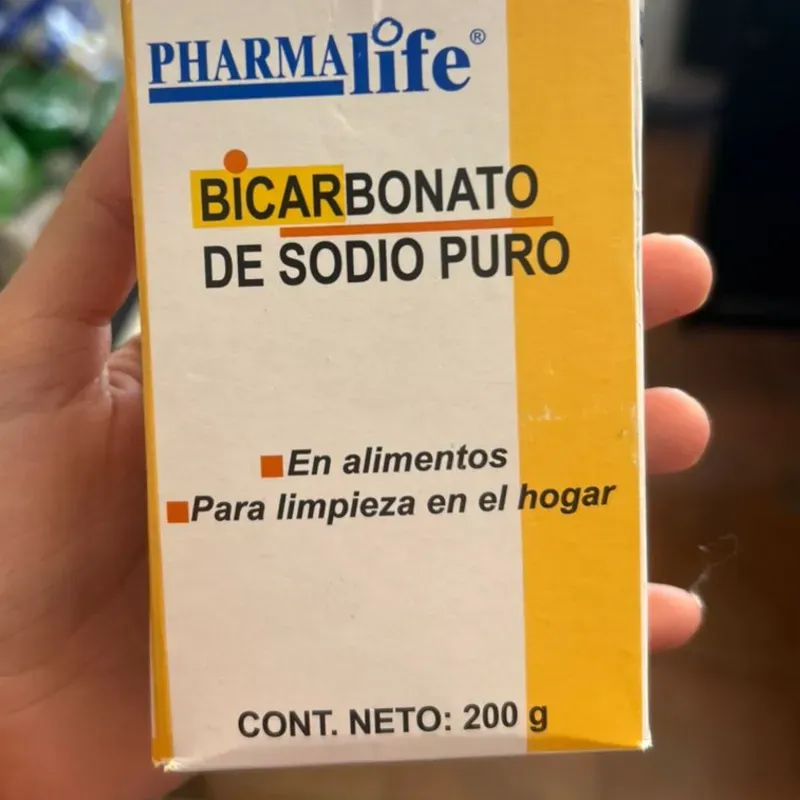 PHARMAlife®
BICARBONATO
DE SODIO PURO
En alimentos
Para limpieza en el hogar
CONT. NETO: 200 g